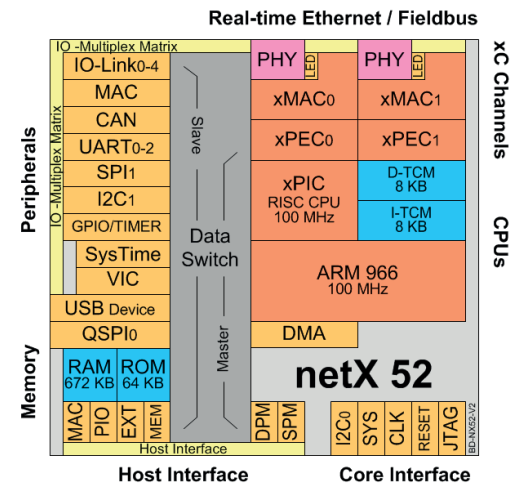 Real-time Ethernet / Fieldbus
IO -Multiplex Matrix
PHY
LED
PHY
LED
xC Channels
IO-Link0-4
MAC
CAN
UART0-2
SPI1
I2C1
GPIO/TIMER
SysTime
VIC
USB Device
QSPI0
Peripherals
IO -Multiplex Matrix
Slave
Data
Switch
Master
xMAC0
xMAC1
xPEC0
xPEC1
xPIC
RISC CPU
100 MHz
D-TCM
8 KB
I-TCM
8 KB
CPUs
ARM 966
100 MHz
DMA
netX 52
Memory
RAM
672 KB
ROM
64 KB
MAC
PIO
EXT
MEM
DPM
SPM
I2C0
SYS
CLK
RESET
JTAG
BD-NX52-V2
Host Interface
Host Interface
Core Interface